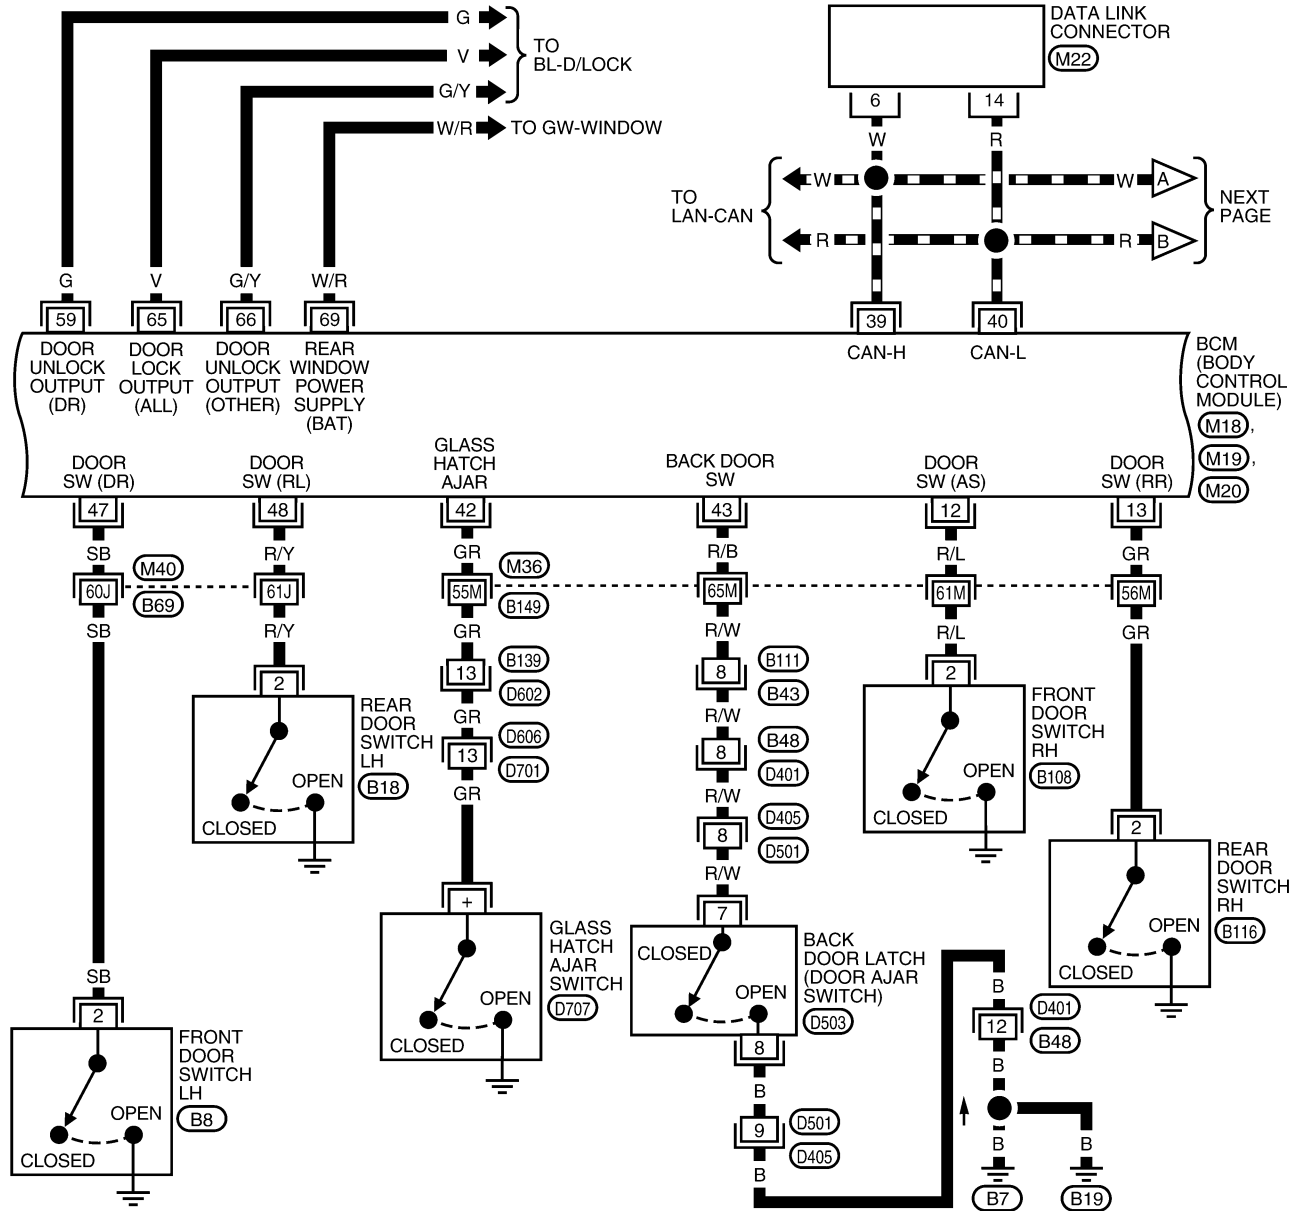 G
V
G/Y
TO
BL-D/LOCK
W/R
TO GW-WINDOW
DATA LINK
CONNECTOR
M22
6
14
W
R
TO
LAN-CAN
W
W
A
R
R
B
NEXT
PAGE
G
V
G/Y
W/R
59
65
66
69
39
40
DOOR
UNLOCK
OUTPUT
(DR)
DOOR
LOCK
OUTPUT
(ALL)
DOOR
UNLOCK
OUTPUT
(OTHER)
REAR
WINDOW
POWER
SUPPLY
(BAT)
CAN-H
CAN-L
BCM
(BODY
CONTROL
MODULE)
M18,
M19,
M20
DOOR
SW (DR)
DOOR
SW (RL)
GLASS
HATCH
AJAR
BACK DOOR
SW
DOOR
SW (AS)
DOOR
SW (RR)
47
48
42
43
12
13
SB
R/Y
GR
R/B
R/L
GR
M40
B69
M36
B149
60J
61J
55M
65M
61M
56M
SB
R/Y
GR
R/W
R/L
GR
2
REAR
DOOR
SWITCH
LH
B18
OPEN
CLOSED
13
B139
D602
GR
13
D606
D701
GR
8
B111
B43
R/W
8
B48
D401
R/W
8
D405
D501
R/W
2
FRONT
DOOR
SWITCH
RH
B108
OPEN
CLOSED
2
REAR
DOOR
SWITCH
RH
B116
OPEN
CLOSED
+
GLASS
HATCH
AJAR
SWITCH
D707
OPEN
CLOSED
7
CLOSED
OPEN
BACK
DOOR LATCH
(DOOR AJAR
SWITCH)
D503
8
B
9
D501
D405
B
SB
2
FRONT
DOOR
SWITCH
LH
B8
OPEN
CLOSED
B
12
D401
B48
B
B
B
B7
B19